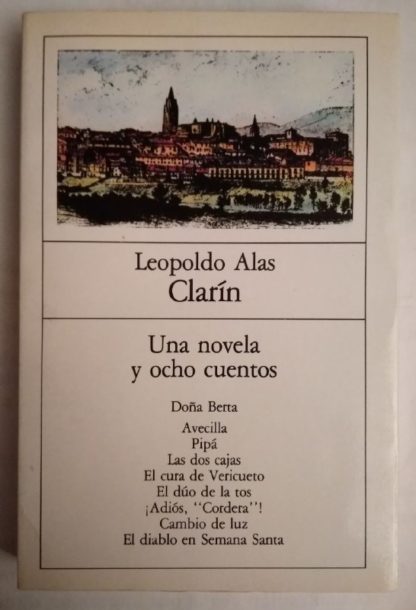 Leopoldo Alas
Clarín
Una novela
y ocho cuentos
Doña Berta
Avecilla
Pipá
Las dos cajas
El cura de Vericueto
El dúo de la tos
¡Adiós, "Cordera"!
Cambio de luz
El diablo en Semana Santa